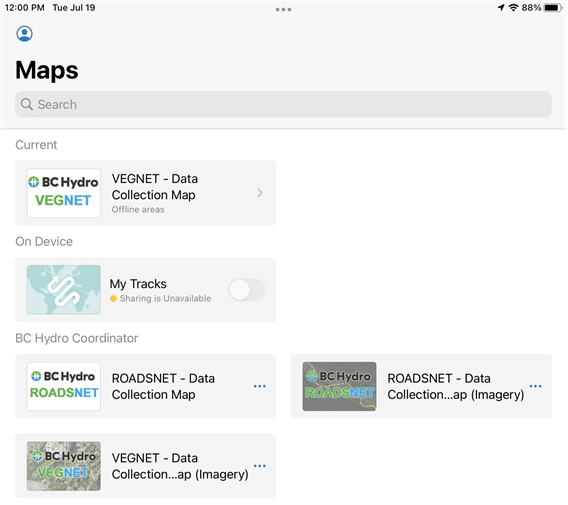 12:00 PM Tue Jul 19
88%
Maps
Search
Current
BC Hydro
VEGNET
VEGNET - Data
Collection Map
Offline areas
On Device
My Tracks
Sharing is Unavailable
BC Hydro Coordinator
BC Hydro
ROADSNET
ROADSNET - Data
Collection Map
BC Hydro
ROADSNET
ROADSNET - Data
Collection...ap (Imagery)
BC Hydro
VEGNET
VEGNET - Data
Collection...ap (Imagery)